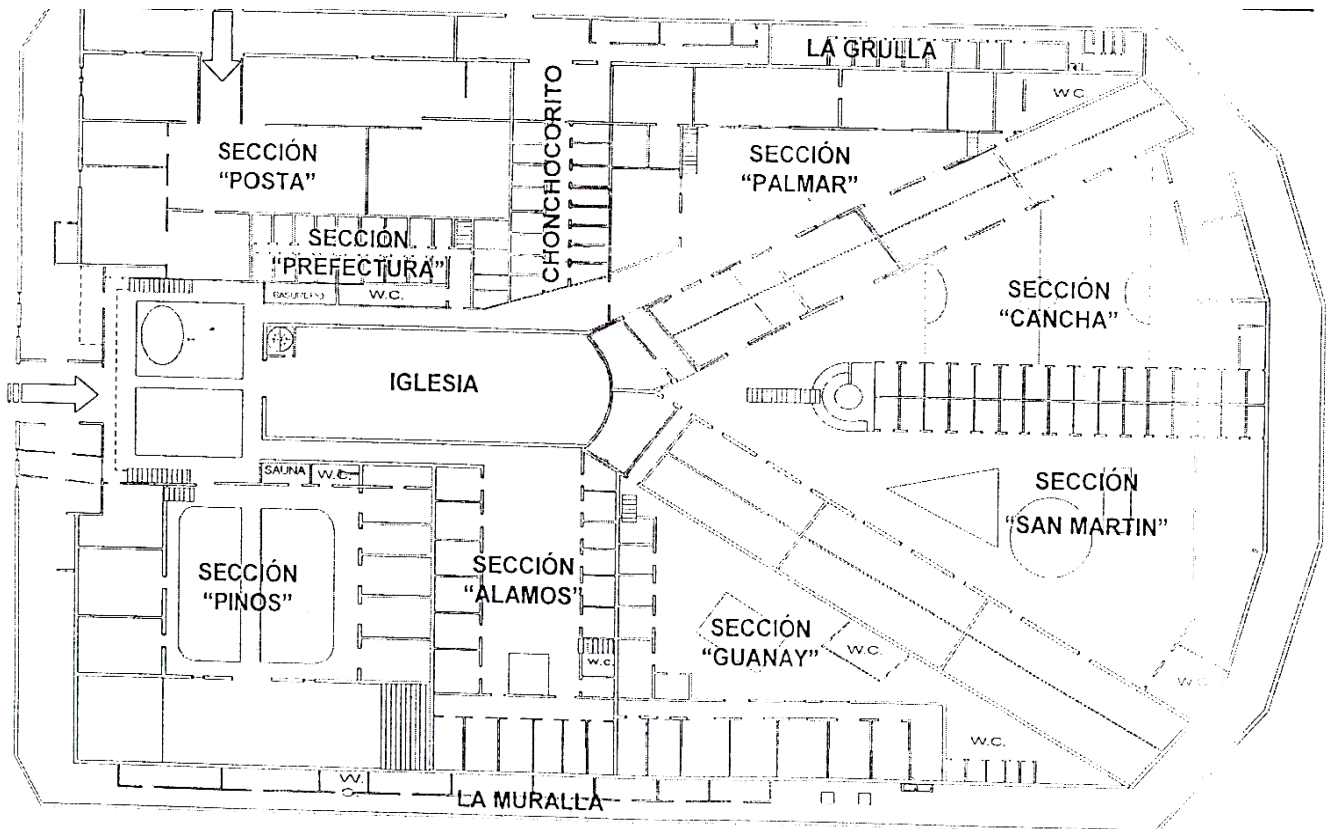 LA GRULLA
W.C.
CHONCHOCORITO
SECCIÓN
“POSTA”
SECCIÓN
“PALMAR”
SECCIÓN
“PREFECTURA”
W.C.
SECCIÓN
“CANCHA”
IGLESIA
SAUNA
W.C.
SECCIÓN
“SAN MARTIN”
SECCIÓN
“PINOS”
SECCIÓN
“ALAMOS”
W.C.
SECCIÓN
“GUANAY”
W.C.
W.C.
W.C.
LA MURALLA